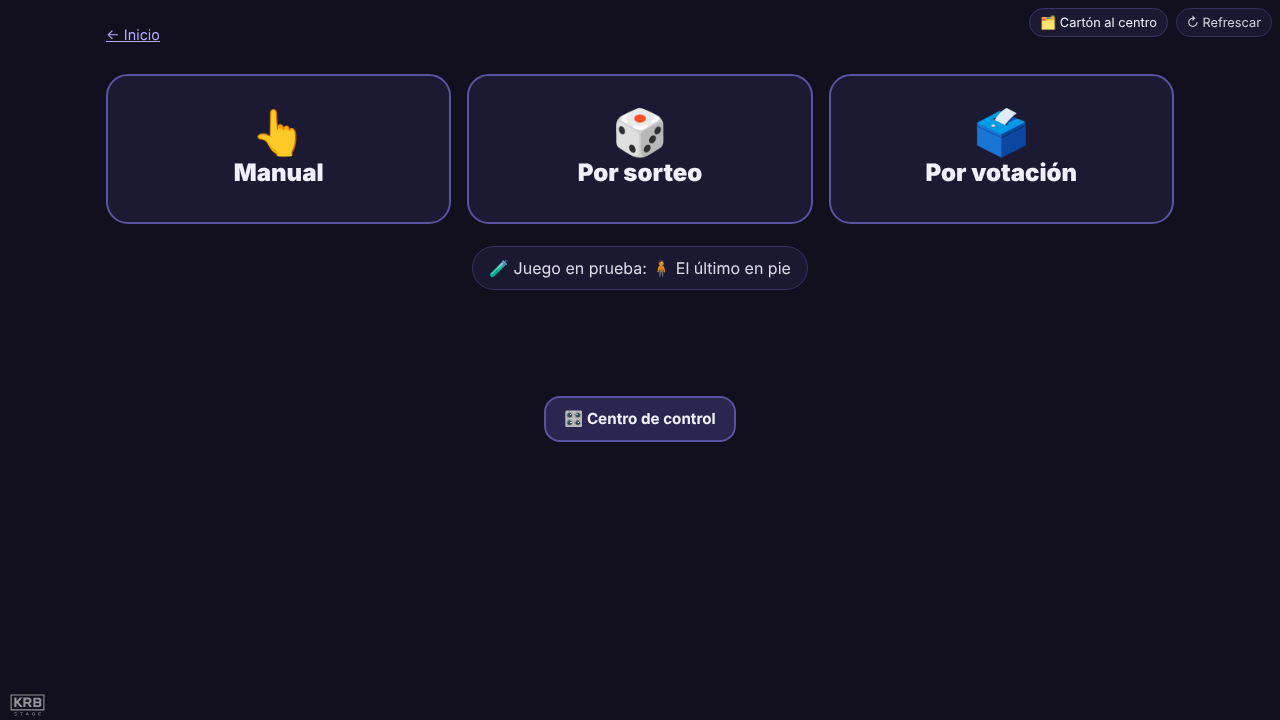 ← Inicio
🗂️ Cartón al centro
↻ Refrescar
Manual
Por sorteo
Por votación
🧪 Juego en prueba: 🧍 El último en pie
🎛️ Centro de control
KRB
STAGE